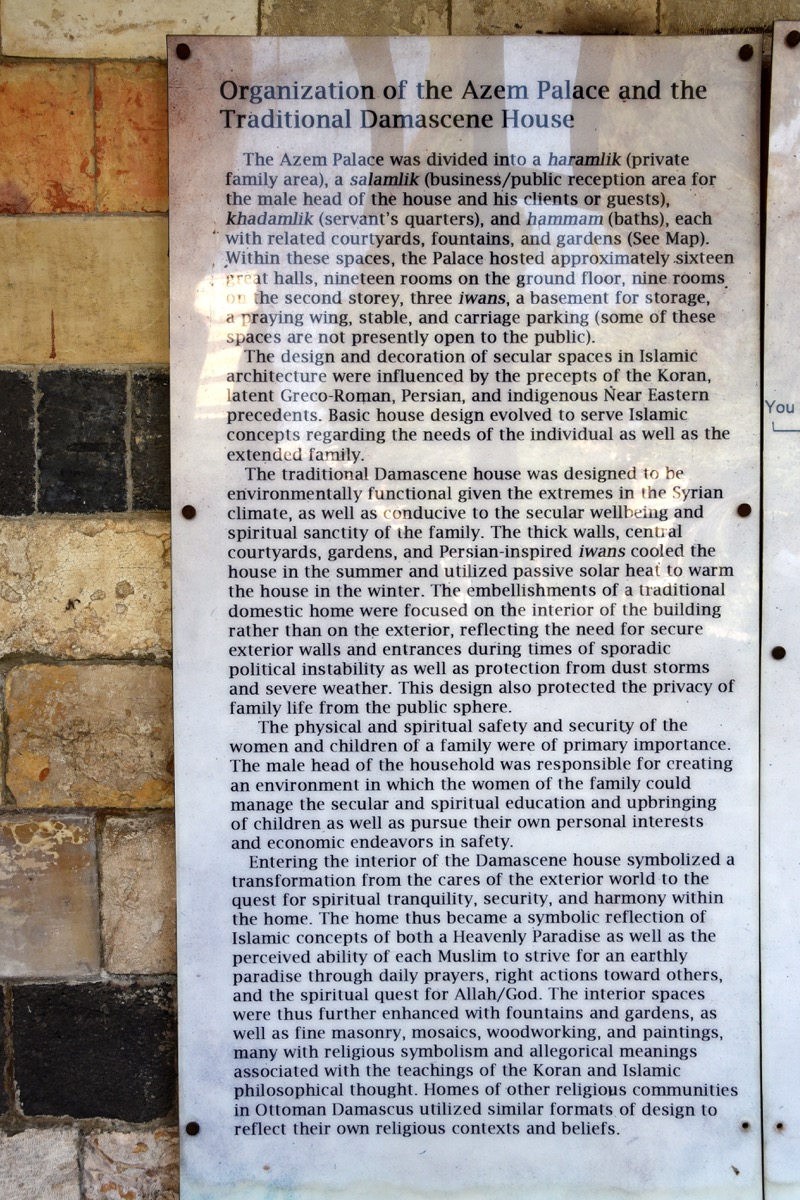 Organization of the Azem Palace and the
Traditional Damascene House
The Azem Palace was divided into a haramlik (private
family area), a salamlik (business/public reception area for
the male head of the house and his clients or guests),
khadamlik (servant's quarters), and hammam (baths), each
with related courtyards, fountains, and gardens (See Map).
Within these spaces, the Palace hosted approximately sixteen
great halls, nineteen rooms on the ground floor, nine rooms
on the second storey, three iwans, a basement for storage,
a praying wing, stable, and carriage parking (some of these
spaces are not presently open to the public).
The design and decoration of secular spaces in Islamic
architecture were influenced by the precepts of the Koran,
latent Greco-Roman, Persian, and indigenous Near Eastern
precedents. Basic house design evolved to serve Islamic
concepts regarding the needs of the individual as well as the
extended family.
The traditional Damascene house was designed to be
environmentally functional given the extremes in the Syrian
climate, as well as conducive to the secular wellbeing and
spiritual sanctity of the family. The thick walls, central
courtyards, gardens, and Persian-inspired iwans cooled the
house in the summer and utilized passive solar heat to warm
the house in the winter. The embellishments of a traditional
domestic home were focused on the interior of the building
rather than on the exterior, reflecting the need for secure
exterior walls and entrances during times of sporadic
political instability as well as protection from dust storms
and severe weather. This design also protected the privacy of
family life from the public sphere.
The physical and spiritual safety and security of the
women and children of a family were of primary importance.
The male head of the household was responsible for creating
an environment in which the women of the family could
manage the secular and spiritual education and upbringing
of children as well as pursue their own personal interests
and economic endeavors in safety.
Entering the interior of the Damascene house symbolized a
transformation from the cares of the exterior world to the
quest for spiritual tranquility, security, and harmony within
the home. The home thus became a symbolic reflection of
Islamic concepts of both a Heavenly Paradise as well as the
perceived ability of each Muslim to strive for an earthly
paradise through daily prayers, right actions toward others,
and the spiritual quest for Allah/God. The interior spaces
were thus further enhanced with fountains and gardens, as
well as fine masonry, mosaics, woodworking, and paintings,
many with religious symbolism and allegorical meanings
associated with the teachings of the Koran and Islamic
philosophical thought. Homes of other religious communities
in Ottoman Damascus utilized similar formats of design to
reflect their own religious contexts and beliefs.
You